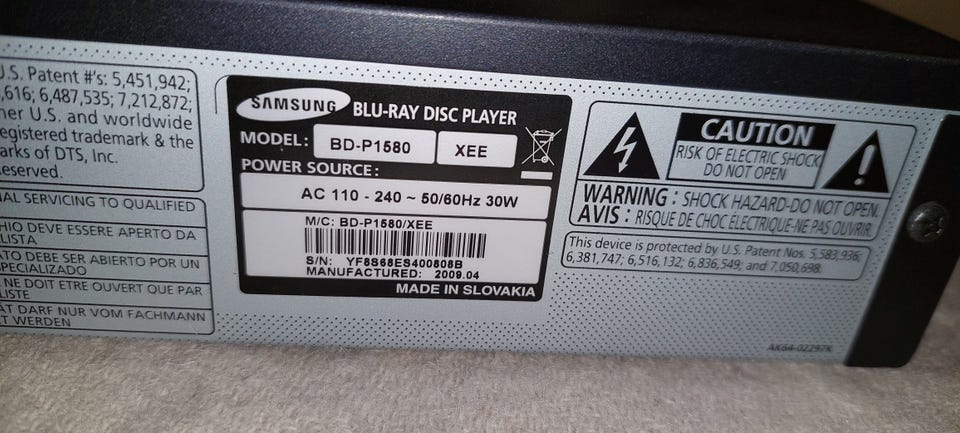 U.S. Patent #'s: 5,451,942;
,616; 6,487,535; 7,212,872;
her U.S. and worldwide
registered trademark & the
arks of DTS, Inc.
eserved.
AL SERVICING TO QUALIFIED
HIO DEVE ESSERE APERTO DA
LISTA
ATO DEBE SER ABIERTO POR UN
SPECIALIZADO
NE DOIT ETRE OUVERT QUE PAR
LISTE
ÄT DARF NUR VOM FACHMANN
T WERDEN
SAMSUNG BLU-RAY DISC PLAYER
MODEL: BD-P1580 XEE
POWER SOURCE:
AC 110 - 240 ~ 50/60Hz 30W
M/C: BD-P1580/XEE
S/N: YF8S68ES400808B
MANUFACTURED: 2009.04
MADE IN SLOVAKIA
CAUTION
RISK OF ELECTRIC SHOCK
DO NOT OPEN
WARNING : SHOCK HAZARD-DO NOT OPEN.
AVIS : RISQUE DE CHOC ÉLECTRIQUE-NE PAS OUVRIR.
This device is protected by U.S. Patent Nos. 5,583,936;
6,381,747; 6,516,132; 6,836,549; and 7,050,698.
AK64-02297K